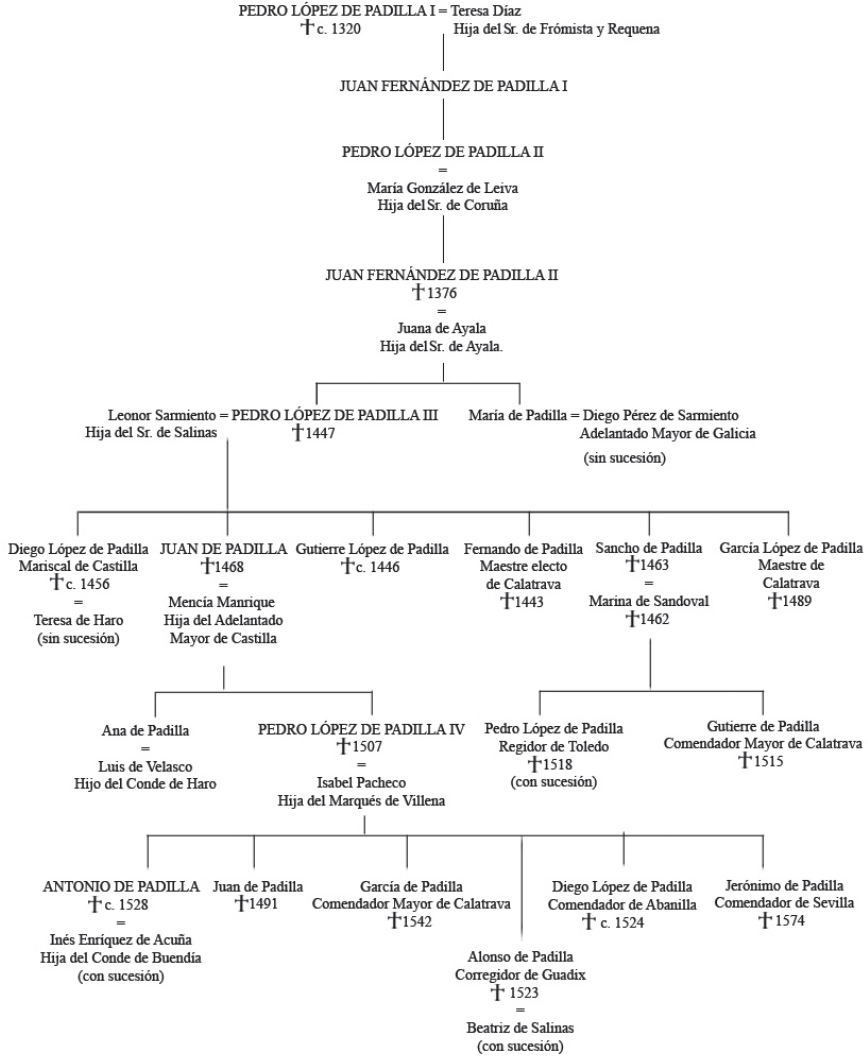 PEDRO LÓPEZ DE PADILLA I = Teresa Díaz
† c. 1320
Hija del Sr. de Frómista y Requena
JUAN FERNÁNDEZ DE PADILLA I
PEDRO LÓPEZ DE PADILLA II
=
María González de Leiva
Hija del Sr. de Coruña
JUAN FERNÁNDEZ DE PADILLA II
†1376
=
Juana de Ayala
Hija del Sr. de Ayala.
Leonor Sarmiento = PEDRO LÓPEZ DE PADILLA III
Hija del Sr. de Salinas
†1447
María de Padilla = Diego Pérez de Sarmiento
Adelantado Mayor de Galicia
(sin sucesión)
Diego López de Padilla
Mariscal de Castilla
† c. 1456
=
Teresa de Haro
(sin sucesión)
JUAN DE PADILLA
†1468
=
Mencía Manrique
Hija del Adelantado
Mayor de Castilla
Gutierre López de Padilla
†c. 1446
Fernando de Padilla
Maestre electo
de Calatrava
†1443
Sancho de Padilla
†1463
=
Marina de Sandoval
†1462
García López de Padilla
Maestre de
Calatrava
†1489
Ana de Padilla
=
Luis de Velasco
Hijo del Conde de Haro
PEDRO LÓPEZ DE PADILLA IV
†1507
=
Isabel Pacheco
Hija del Marqués de Villena
Pedro López de Padilla
Regidor de Toledo
†1518
(con sucesión)
Gutierre de Padilla
Comendador Mayor de Calatrava
†1515
ANTONIO DE PADILLA
† c. 1528
=
Inés Enríquez de Acuña
Hija del Conde de Buendía
(con sucesión)
Juan de Padilla
†1491
García de Padilla
Comendador Mayor de Calatrava
†1542
Alonso de Padilla
Corregidor de Guadix
† 1523
=
Beatriz de Salinas
(con sucesión)
Diego López de Padilla
Comendador de Abanilla
† c. 1524
Jerónimo de Padilla
Comendador de Sevilla
† 1574